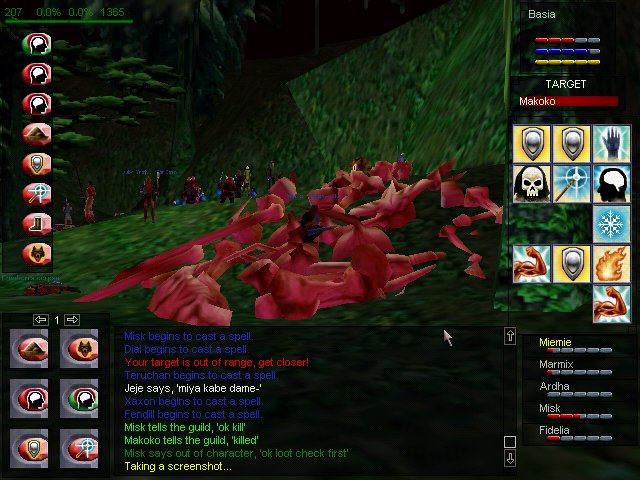 207 0.0% 0.0% 1365
Basia
TARGET
Makoko
1
Misk begins to cast a spell.
Dial begins to cast a spell.
Your target is out of range, get closer!
Teruchan begins to cast a spell.
Jeje says, 'miya kabe dame-'
Xaxon begins to cast a spell.
Fendill begins to cast a spell.
Misk tells the guild, 'ok kill'
Makoko tells the guild, 'killed'
Misk says out of character, 'ok loot check first'
Taking a screenshot...
Miernie
Marmix
Ardha
Misk
Fidelia